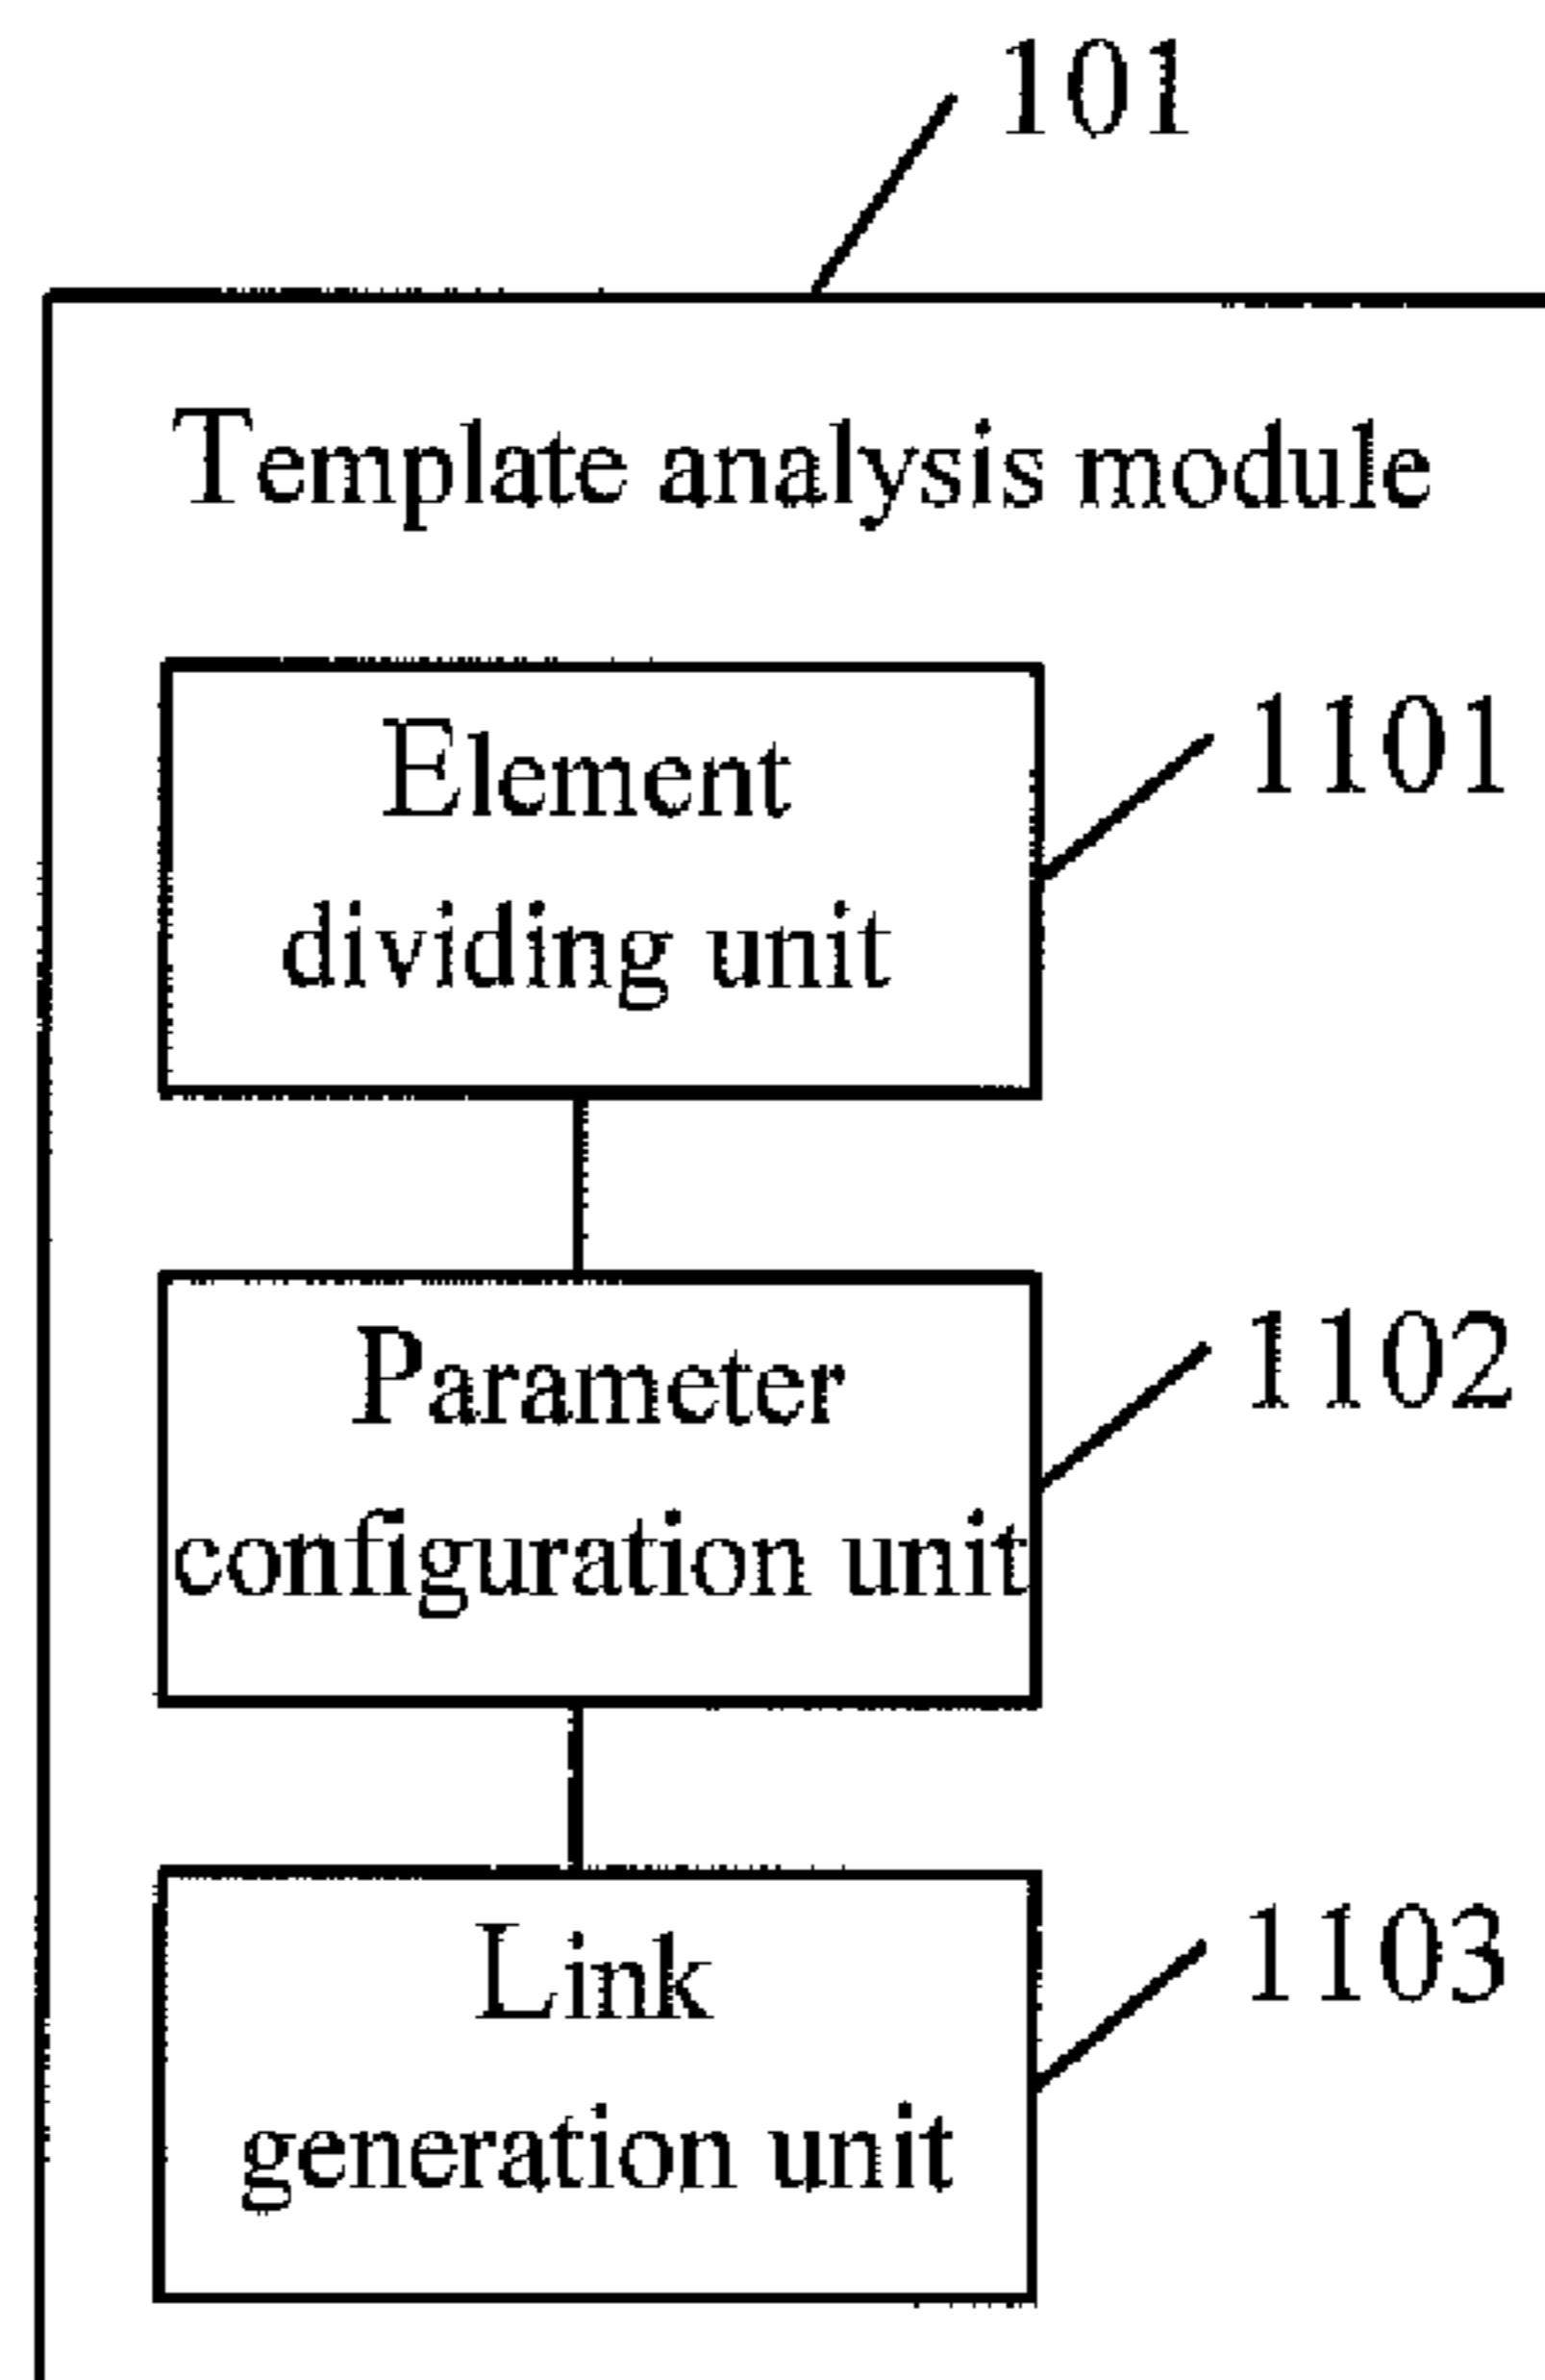 101
Template analysis module
Element
dividing unit
1101
Parameter
configuration unit
1102
Link
generation unit
1103